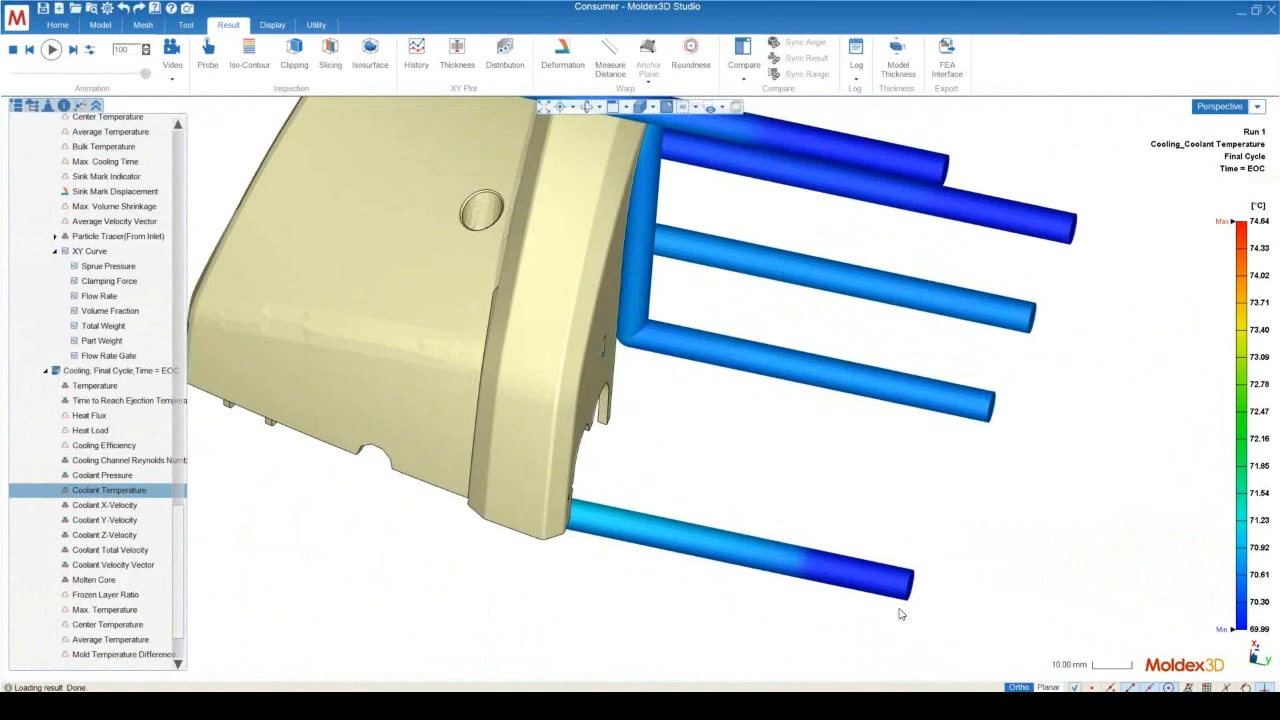 Consumer - Moldex3D Studio
M
Home Model Mesh Tool Result Display Utility
100
Video
Probe Iso-Contour Clipping Slicing Isosurface
History Thickness Distribution
Deformation Measure Distance Anchor Plane Roundness
Compare Sync Angle
Sync Result
Sync Range
Log Model Thickness FEA Interface
Animation Inspection XY Plot Warp Compare Log Thickness Export
Perspective
Center Temperature
Average Temperature
Bulk Temperature
Max. Cooling Time
Sink Mark Indicator
Sink Mark Displacement
Max. Volume Shrinkage
Average Velocity Vector
Particle Tracer(From Inlet)
XY Curve
Sprue Pressure
Clamping Force
Flow Rate
Volume Fraction
Total Weight
Part Weight
Flow Rate Gate
Cooling, Final Cycle,Time = EOC
Temperature
Time to Reach Ejection Tempera
Heat Flux
Heat Load
Cooling Efficiency
Cooling Channel Reynolds Numb
Coolant Pressure
Coolant Temperature
Coolant X-Velocity
Coolant Y-Velocity
Coolant Z-Velocity
Coolant Total Velocity
Coolant Velocity Vector
Molten Core
Frozen Layer Ratio
Max. Temperature
Center Temperature
Average Temperature
Mold Temperature Difference
Run 1
Cooling_Coolant Temperature
Final Cycle
Time = EOC
[°C]
Max 74.64
74.33
74.02
73.71
73.40
73.09
72.78
72.47
72.16
71.85
71.54
71.23
70.92
70.61
70.30
Min 69.99
10.00 mm
Moldex3D
Loading result Done.
Ortho Planar